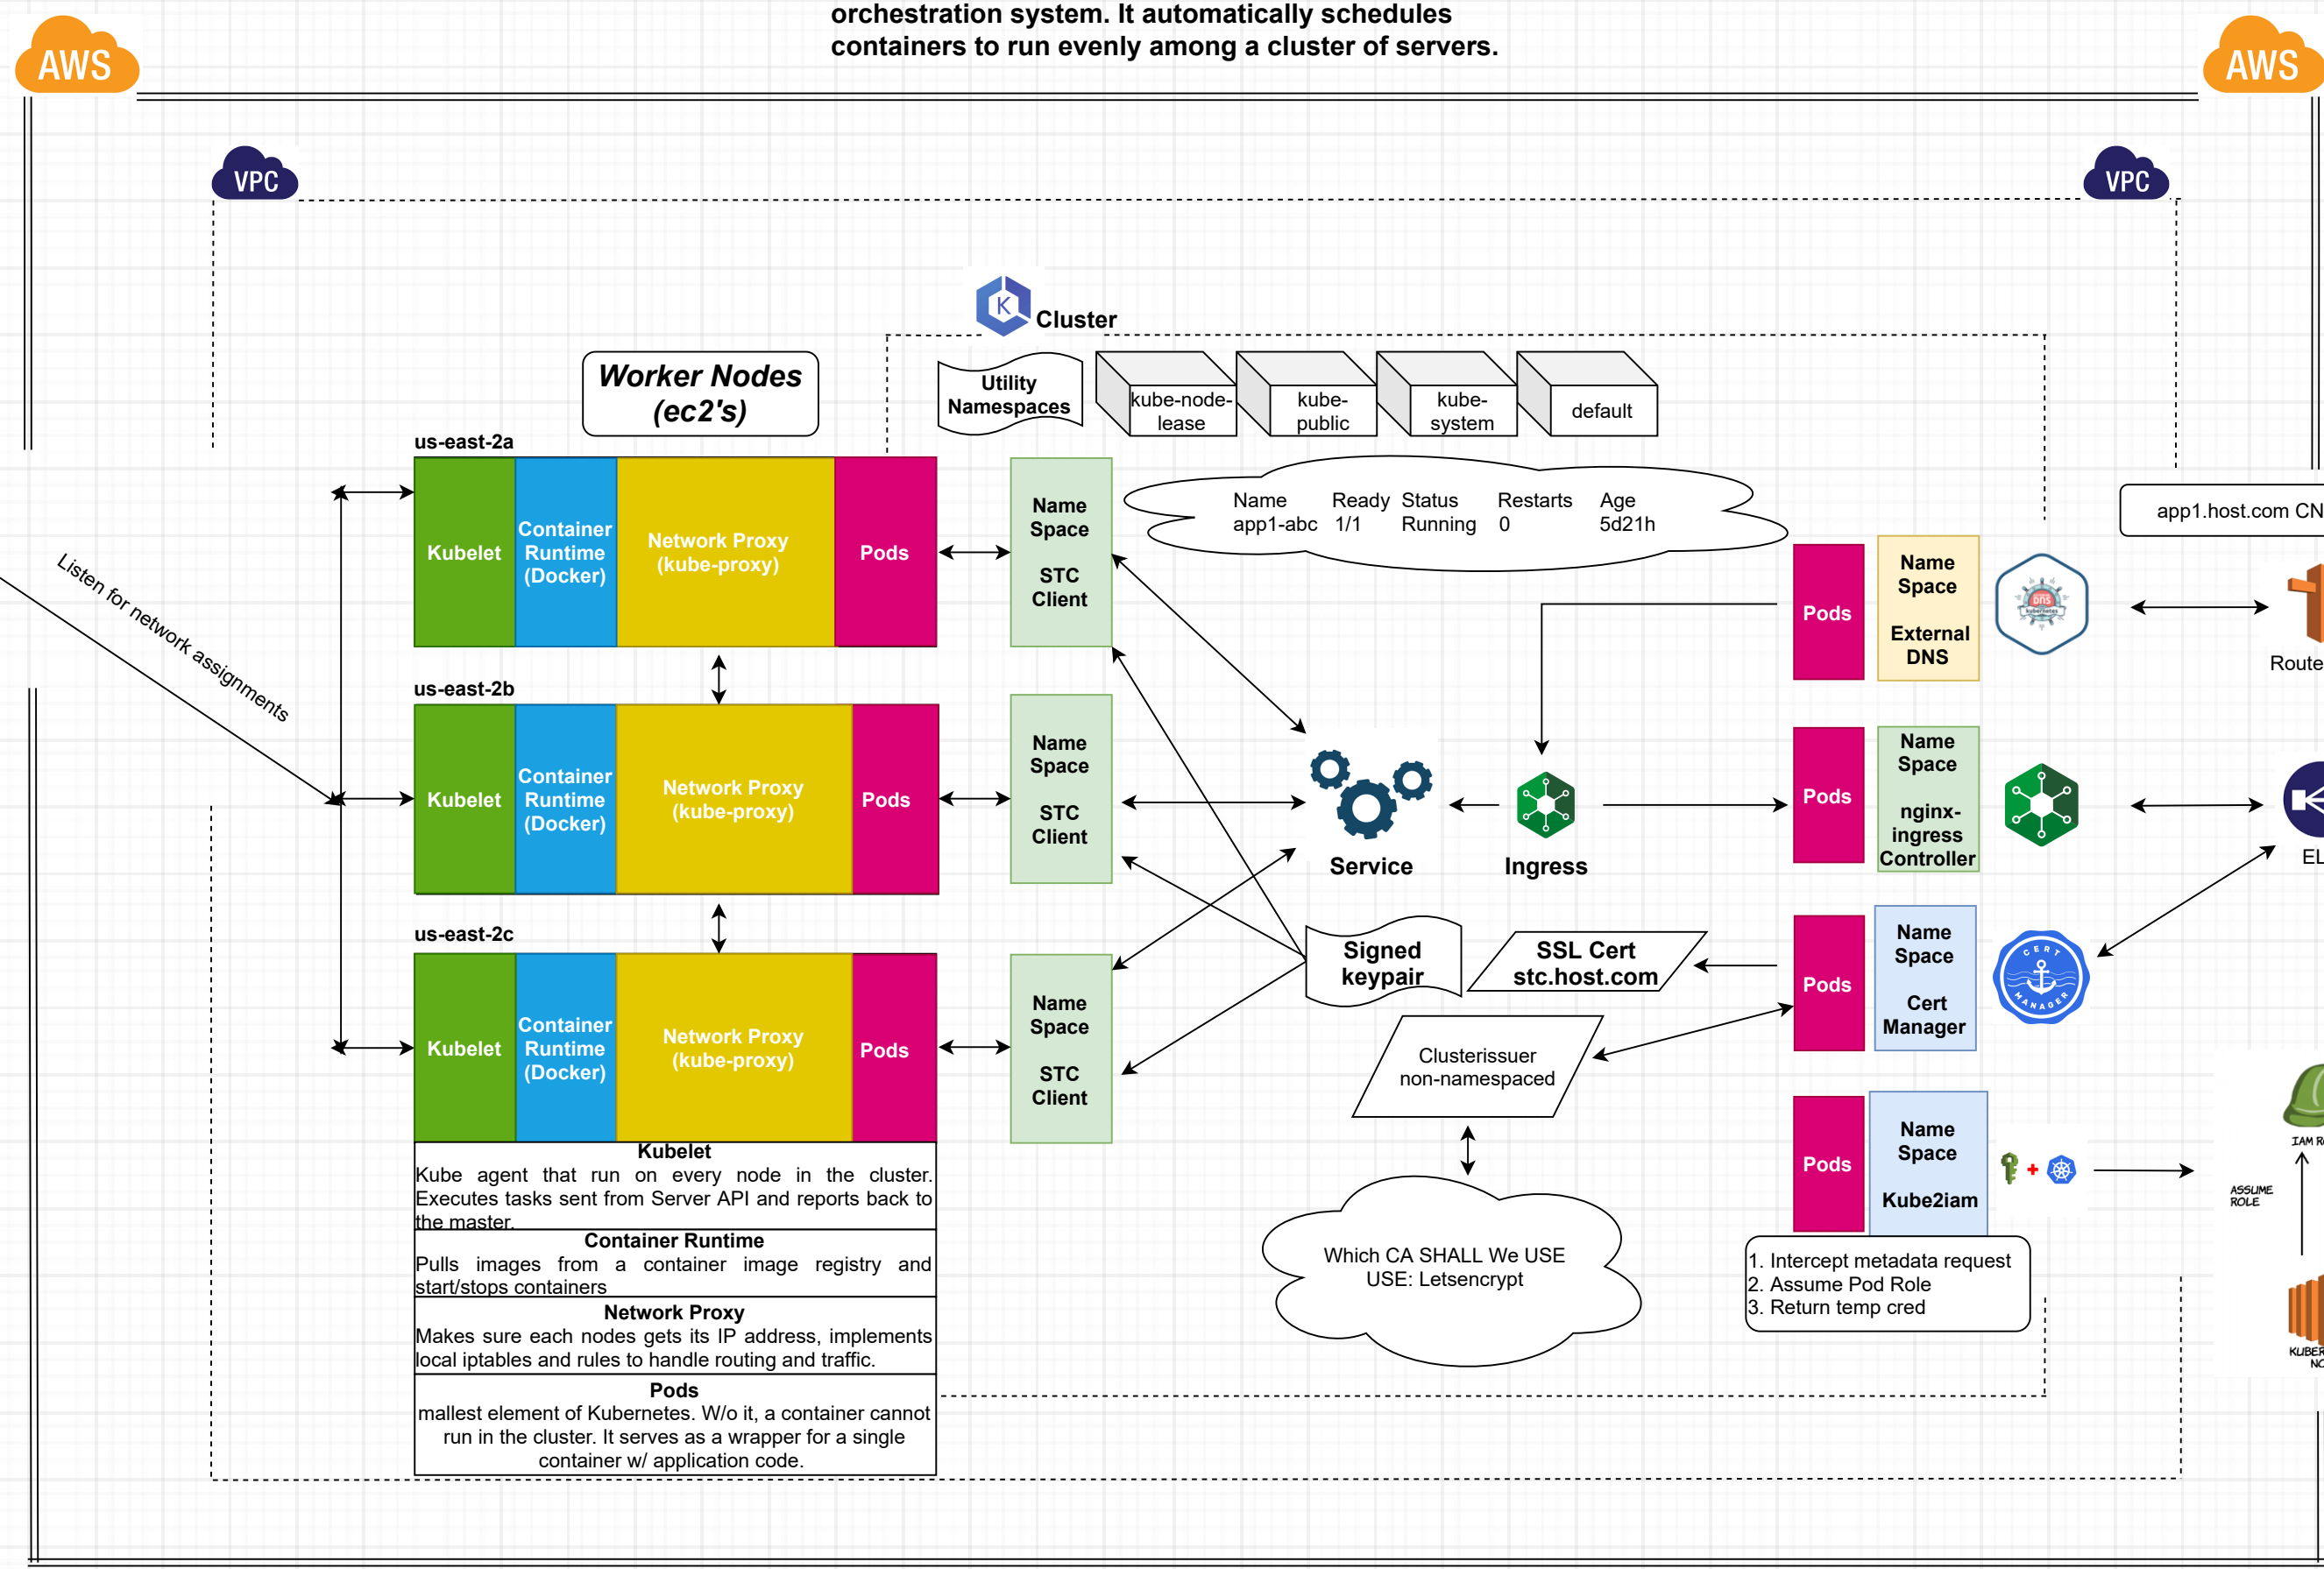 orchestration system. It automatically schedules
containers to run evenly among a cluster of servers.
AWS
AWS
VPC
VPC
K
Cluster
Worker Nodes
(ec2's)
Utility
Namespaces
kube-node-
lease
kube-
public
kube-
system
default
us-east-2a
Kubelet
Container
Runtime
(Docker)
Network Proxy
(kube-proxy)
Pods
Name
Space
STC
Client
Name Ready Status Restarts Age
app1-abc 1/1 Running 0 5d21h
Pods
Name
Space
External
DNS
DNS
kubernetes
app1.host.com CN
Route
Listen for network assignments
us-east-2b
Kubelet
Container
Runtime
(Docker)
Network Proxy
(kube-proxy)
Pods
Name
Space
STC
Client
Service
Ingress
Pods
Name
Space
nginx-
ingress
Controller
EL
us-east-2c
Kubelet
Container
Runtime
(Docker)
Network Proxy
(kube-proxy)
Pods
Name
Space
STC
Client
Signed
keypair
SSL Cert
stc.host.com
Pods
Name
Space
Cert
Manager
CERT
MANAGER
Clusterissuer
non-namespaced
Which CA SHALL We USE
USE: Letsencrypt
Pods
Name
Space
Kube2iam
1. Intercept metadata request
2. Assume Pod Role
3. Return temp cred
IAM R
ASSUME
ROLE
KUBER
NO
Kubelet
Kube agent that run on every node in the cluster.
Executes tasks sent from Server API and reports back to
the master.
Container Runtime
Pulls images from a container image registry and
start/stops containers
Network Proxy
Makes sure each nodes gets its IP address, implements
local iptables and rules to handle routing and traffic.
Pods
mallest element of Kubernetes. W/o it, a container cannot
run in the cluster. It serves as a wrapper for a single
container w/ application code.